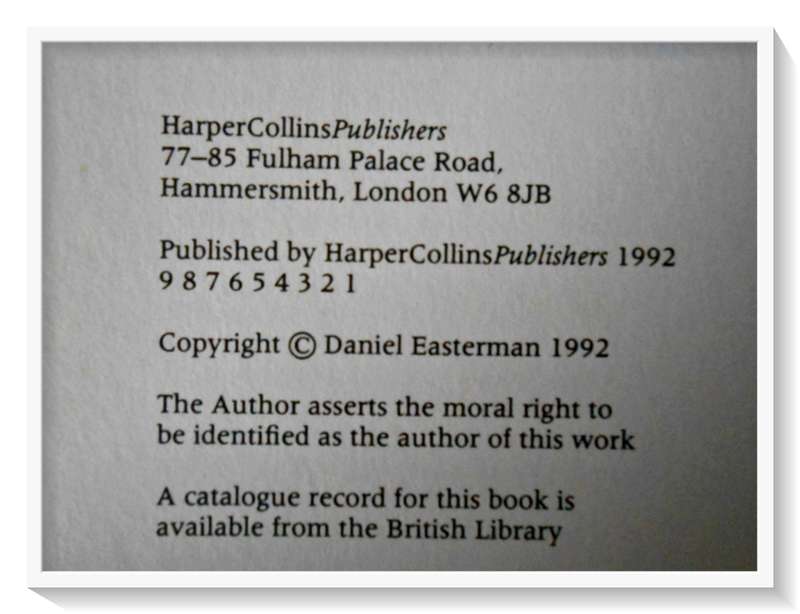 HarperCollinsPublishers
77–85 Fulham Palace Road,
Hammersmith, London W6 8JB
Published by HarperCollinsPublishers 1992
9 8 7 6 5 4 3 2 1
Copyright © Daniel Easterman 1992
The Author asserts the moral right to
be identified as the author of this work
A catalogue record for this book is
available from the British Library